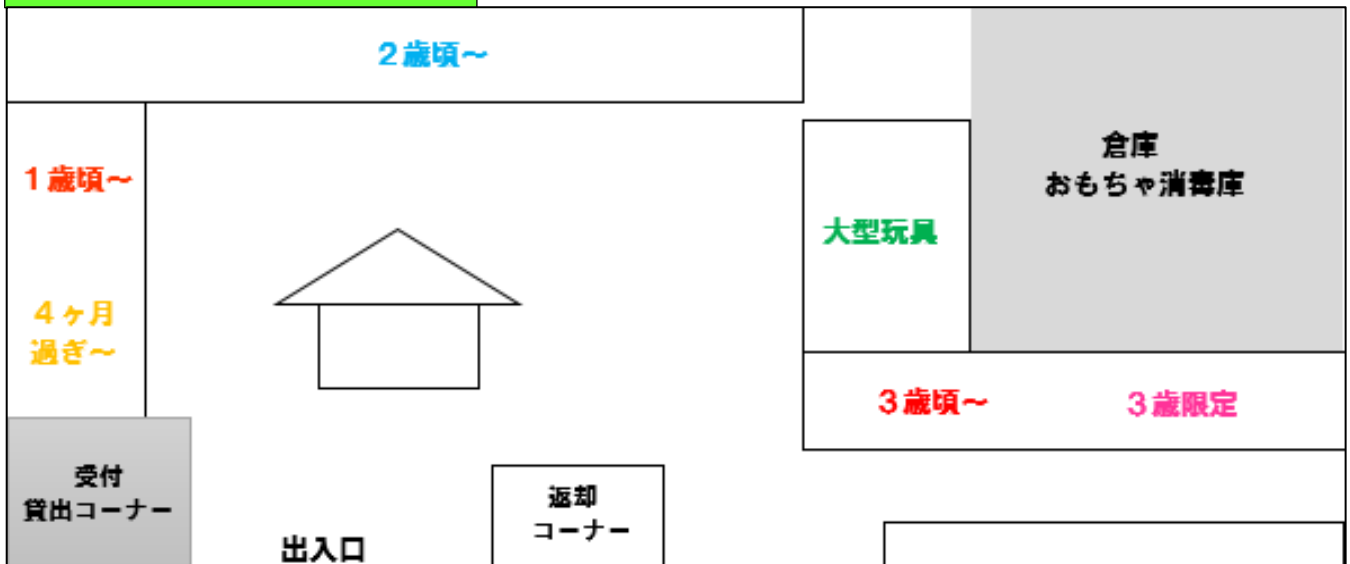 ２歳頃～
１歳頃～
４ヶ月
過ぎ～
倉庫
おもちゃ消毒庫
大型玩具
３歳頃～
３歳限定
受付
貸出コーナー
返却
コーナー
出入口